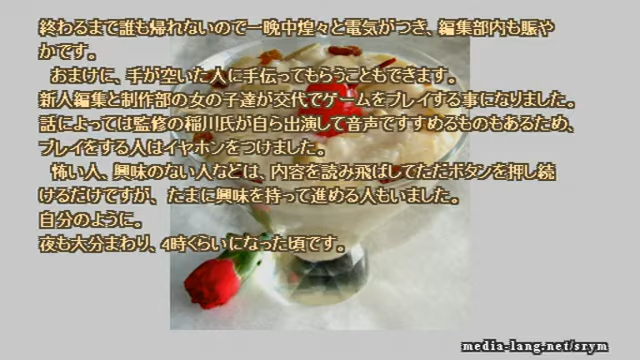 終わるまで誰も帰れないので一晩中煌々と電気がつき、編集部内も賑や
かです。
　おまけに、手が空いた人に手伝ってもらうこともできます。
新人編集と制作部の女の子達が交代でゲームをプレイする事になりました。
話によっては監修の稲川氏が自ら出演して音声ですすめるものもあるため、
プレイをする人はイヤホンをつけました。
　怖い人、興味のない人などは、内容を読み飛ばしてただボタンを押し続
けるだけですが、たまに興味を持って進める人もいました。
自分のように。
夜も大分まわり、4時くらいになった頃です。
media-lang.net/srym